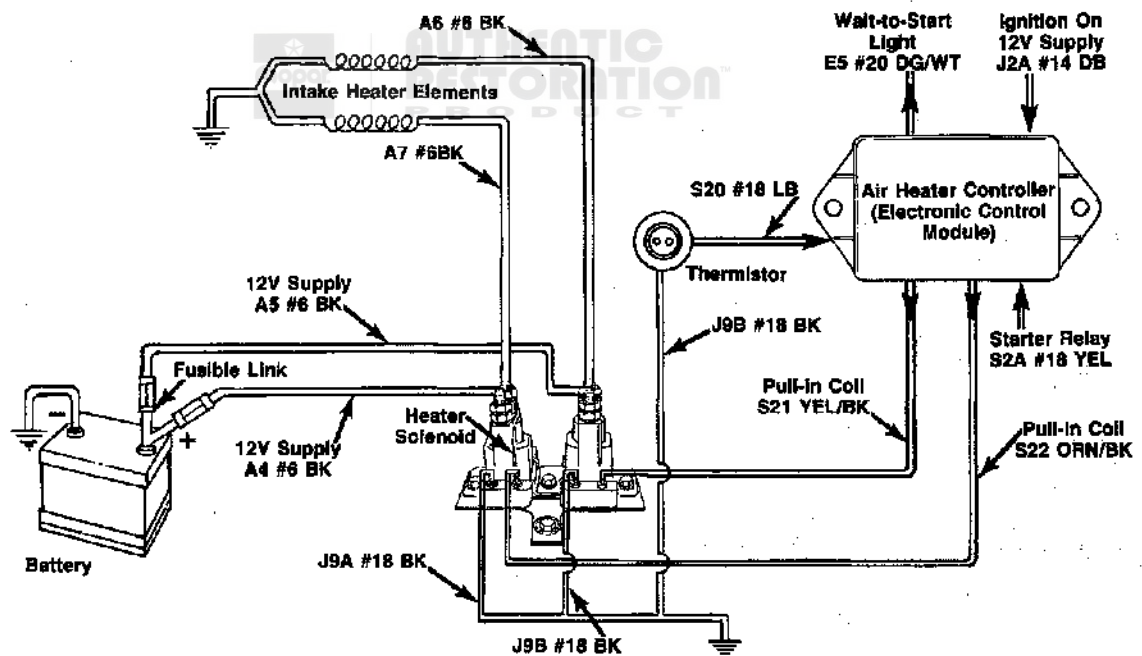 A6 #6 BK
Wait-to-Start
Light
E5 #20 DG/WT
Ignition On
12V Supply
J2A #14 DB
AUTHENTIC
RESTORATION™
PRODUCT
Intake Heater Elements
A7 #6BK
S20 #18 LB
Air Heater Controller
(Electronic Control
Module)
Thermistor
12V Supply
A5 #6 BK
J9B #18 BK
Starter Relay
S2A #18 YEL
Fusible Link
Pull-in Coil
S21 YEL/BK
Heater
Solenoid
+
Pull-in Coil
S22 ORN/BK
12V Supply
A4 #6 BK
Battery
J9A #18 BK
J9B #18 BK